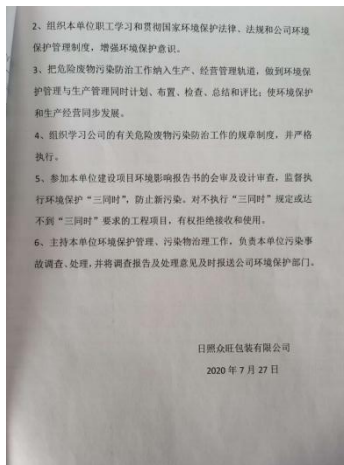 2、组织本单位职工学习和贯彻国家环境保护法律、法规和公司环境
保护管理制度，增强环境保护意识。
3、把危险废物污染防治工作纳入生产、经营管理轨道，做到环境保
护管理与生产管理同时计划、布置、检查、总结和评比；使环境保护
和生产经营同步发展。
4、组织学习公司的有关危险废物污染防治工作的规章制度，并严格
执行。
5、参加本单位建设项目环境影响报告书的会审及设计审查，监督执
行环境保护“三同时”，防止新污染。对不执行“三同时”规定或达
不到“三同时”要求的工程项目，有权拒绝接收和使用。
6、主持本单位环境保护管理、污染物治理工作，负责本单位污染事
故调查、处理，并将调查报告及处理意见及时报送公司环境保护部门。
日照众旺包装有限公司
2020 年 7 月 27 日